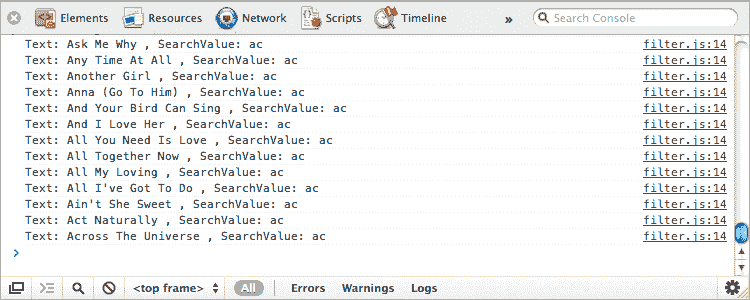 Elements Resources Network Scripts Timeline » Search Console
Text: Ask Me Why , SearchValue: ac filter.js:14
Text: Any Time At All , SearchValue: ac filter.js:14
Text: Another Girl , SearchValue: ac filter.js:14
Text: Anna (Go To Him) , SearchValue: ac filter.js:14
Text: And Your Bird Can Sing , SearchValue: ac filter.js:14
Text: And I Love Her , SearchValue: ac filter.js:14
Text: All You Need Is Love , SearchValue: ac filter.js:14
Text: All Together Now , SearchValue: ac filter.js:14
Text: All My Loving , SearchValue: ac filter.js:14
Text: All I've Got To Do , SearchValue: ac filter.js:14
Text: Ain't She Sweet , SearchValue: ac filter.js:14
Text: Act Naturally , SearchValue: ac filter.js:14
Text: Across The Universe , SearchValue: ac filter.js:14
>
<top frame> All Errors Warnings Logs